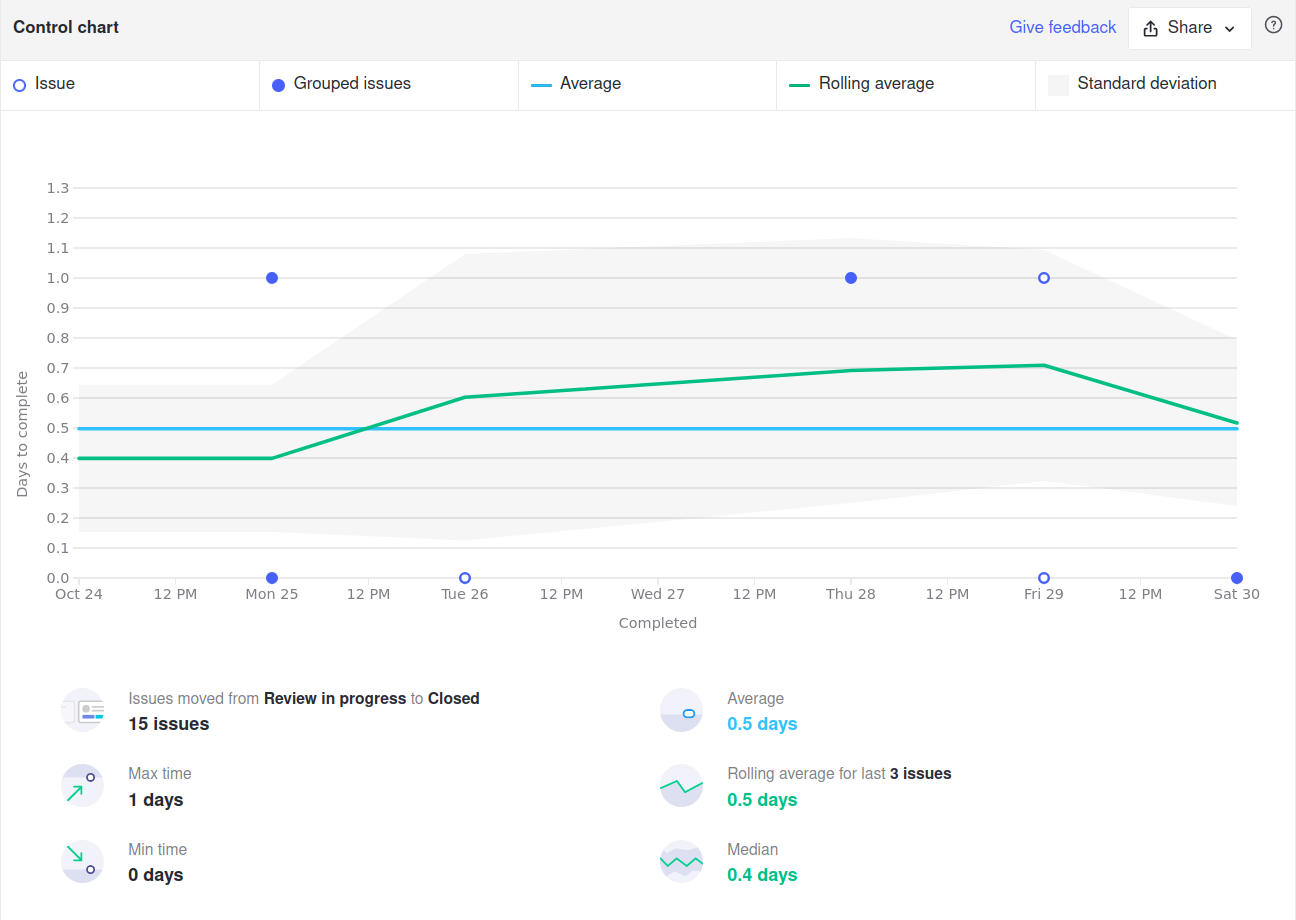 Control chart
Give feedback
Share
?
Issue
Grouped issues
Average
Rolling average
Standard deviation
1.3
1.2
1.1
1.0
0.9
0.8
0.7
0.6
0.5
0.4
0.3
0.2
0.1
0.0
Days to complete
Oct 24 12 PM Mon 25 12 PM Tue 26 12 PM Wed 27 12 PM Thu 28 12 PM Fri 29 12 PM Sat 30
Completed
Issues moved from Review in progress to Closed
15 issues
Average
0.5 days
Max time
1 days
Rolling average for last 3 issues
0.5 days
Min time
0 days
Median
0.4 days